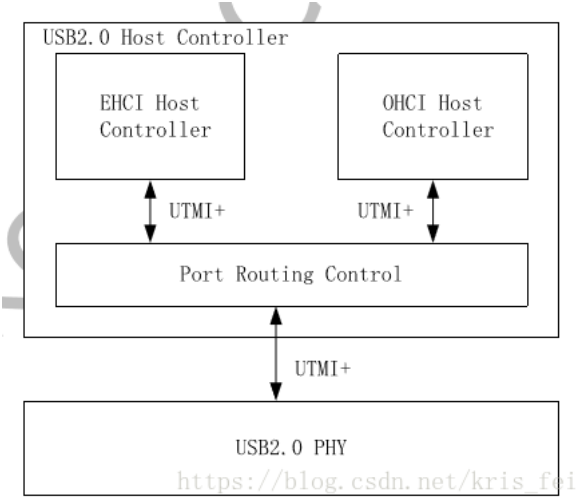 USB2.0 Host Controller
EHCI Host
Controller
OHCI Host
Controller
UTMI+
UTMI+
Port Routing Control
UTMI+
USB2.0 PHY
https://blog.csdn.net/kris_fei